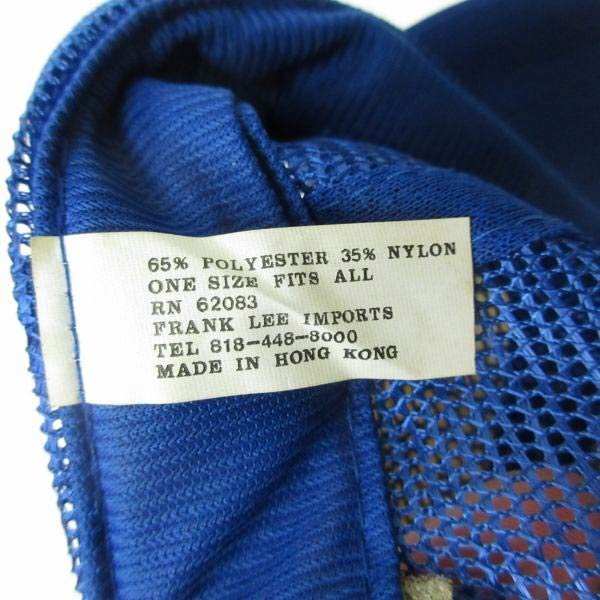 65% POLYESTER 35% NYLON
ONE SIZE FITS ALL
RN 62083
FRANK LEE IMPORTS
TEL 818-448-8000
MADE IN HONG KONG